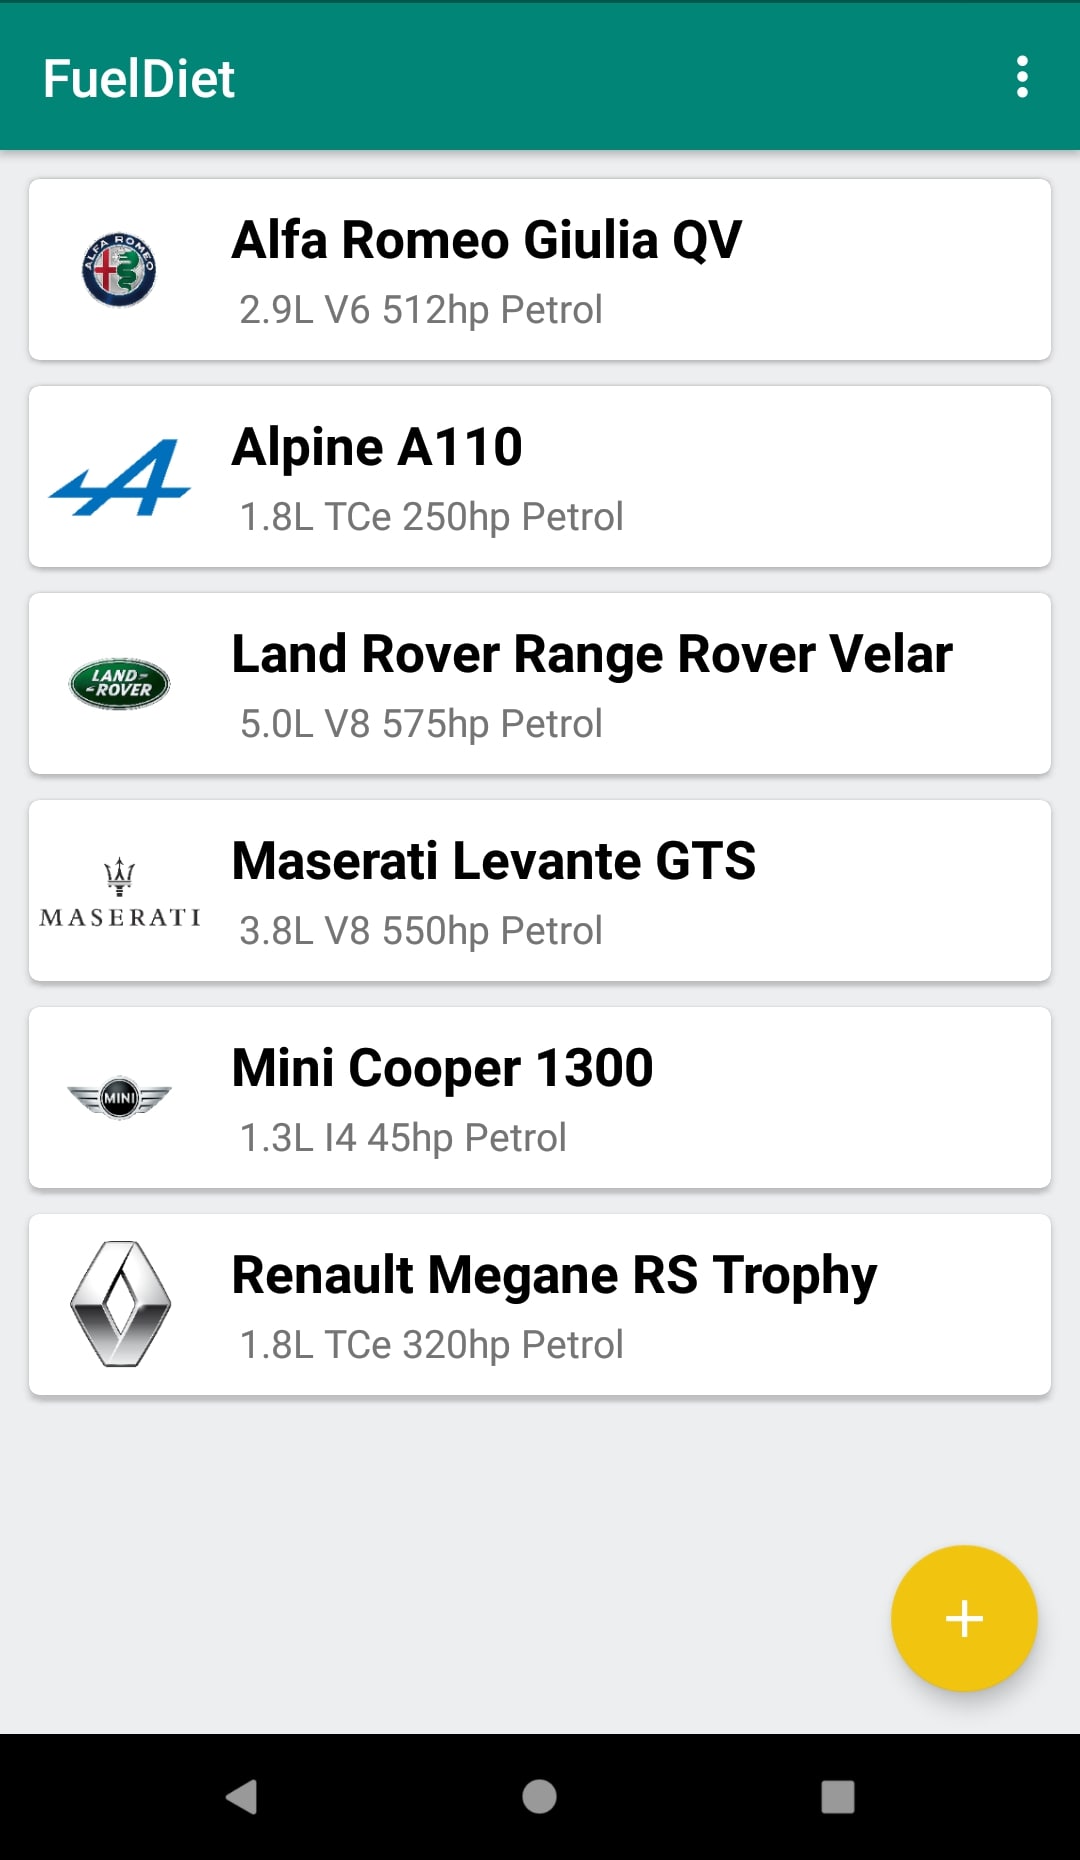 FuelDiet
ALFA ROMEO
Alfa Romeo Giulia QV
2.9L V6 512hp Petrol
Alpine A110
1.8L TCe 250hp Petrol
LAND-
-ROVER
Land Rover Range Rover Velar
5.0L V8 575hp Petrol
MASERATI
Maserati Levante GTS
3.8L V8 550hp Petrol
MINI
Mini Cooper 1300
1.3L I4 45hp Petrol
Renault Megane RS Trophy
1.8L TCe 320hp Petrol